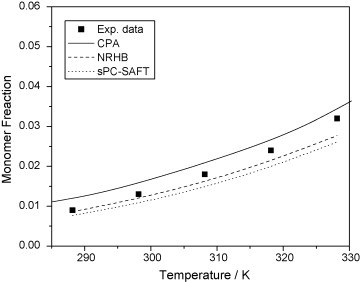 0.06
0.05
0.04
0.03
0.02
0.01
0.00
Monomer Freaction
Exp. data
CPA
NRHB
sPC-SAFT
290 300 310 320 330
Temperature / K